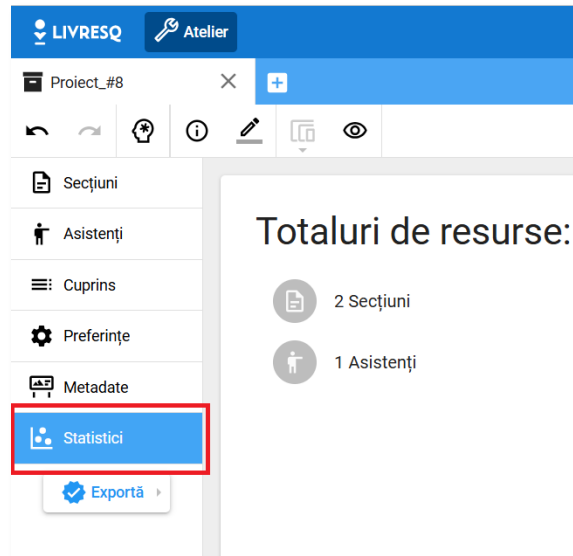 LIVRESQ
Atelier
Proiect_#8
Secțiuni
Asistenți
Cuprins
Preferințe
Metadate
Statistici
Exportă
Totaluri de resurse:
2 Secțiuni
1 Asistenți